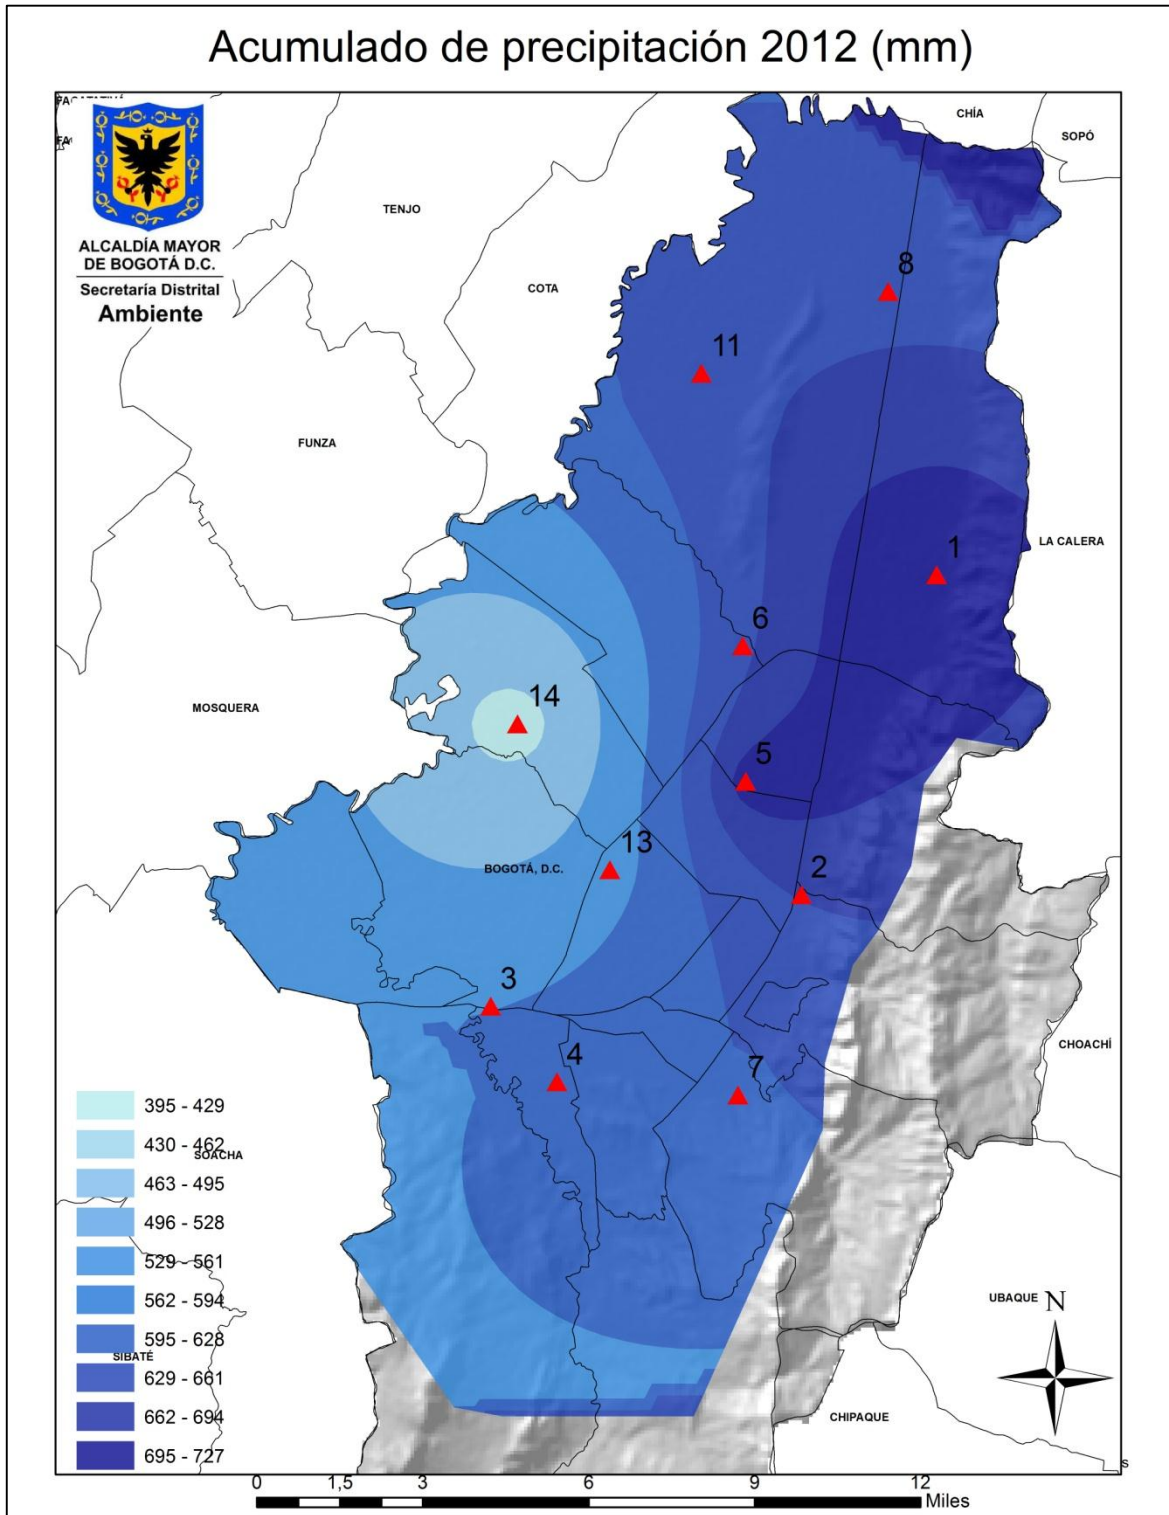 Acumulado de precipitación 2012 (mm)
CHÍA
SOPÓ
TENJO
ALCALDÍA MAYOR
DE BOGOTÁ D.C.
Secretaría Distrital
Ambiente
COTA
8
11
FUNZA
LA CALERA
1
6
14
MOSQUERA
5
13
BOGOTÁ, D.C.
2
3
4
7
CHOACHÍ
395 - 429
430 - 462
SOACHA
463 - 495
496 - 528
529 - 561
562 - 594
595 - 628
SIBATÉ
629 - 661
662 - 694
695 - 727
UBAQUE
N
CHIPAQUE
S
0 1,5 3 6 9 12
Miles